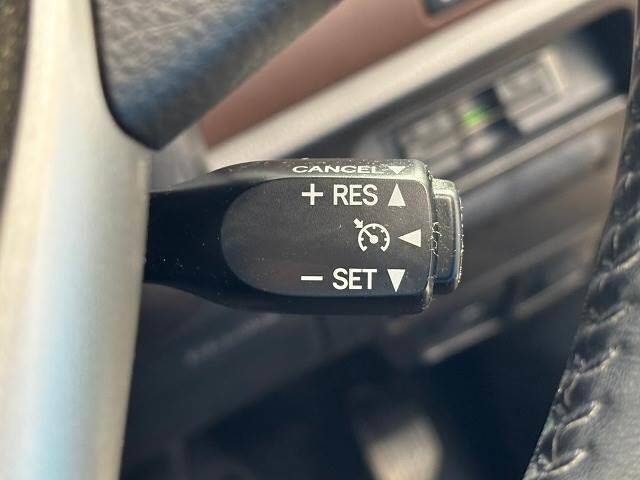 CANCEL▼
+ RES ▲
◀
− SET ▼